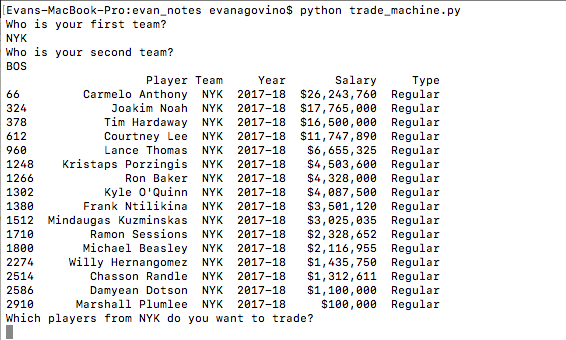 [Evans-MacBook-Pro:evan_notes evanagovino$ python trade_machine.py
Who is your first team?
NYK
Who is your second team?
BOS
Player Team Year Salary Type
66 Carmelo Anthony NYK 2017-18 $26,243,760 Regular
324 Joakim Noah NYK 2017-18 $17,765,000 Regular
378 Tim Hardaway NYK 2017-18 $16,500,000 Regular
612 Courtney Lee NYK 2017-18 $11,747,890 Regular
960 Lance Thomas NYK 2017-18 $6,655,325 Regular
1248 Kristaps Porzingis NYK 2017-18 $4,503,600 Regular
1266 Ron Baker NYK 2017-18 $4,328,000 Regular
1302 Kyle O'Quinn NYK 2017-18 $4,087,500 Regular
1380 Frank Ntilikina NYK 2017-18 $3,501,120 Regular
1512 Mindaugas Kuzminskas NYK 2017-18 $3,025,035 Regular
1710 Ramon Sessions NYK 2017-18 $2,328,652 Regular
1800 Michael Beasley NYK 2017-18 $2,116,955 Regular
2274 Willy Hernangomez NYK 2017-18 $1,435,750 Regular
2514 Chasson Randle NYK 2017-18 $1,312,611 Regular
2586 Damyean Dotson NYK 2017-18 $1,100,000 Regular
2910 Marshall Plumlee NYK 2017-18 $100,000 Regular
Which players from NYK do you want to trade?